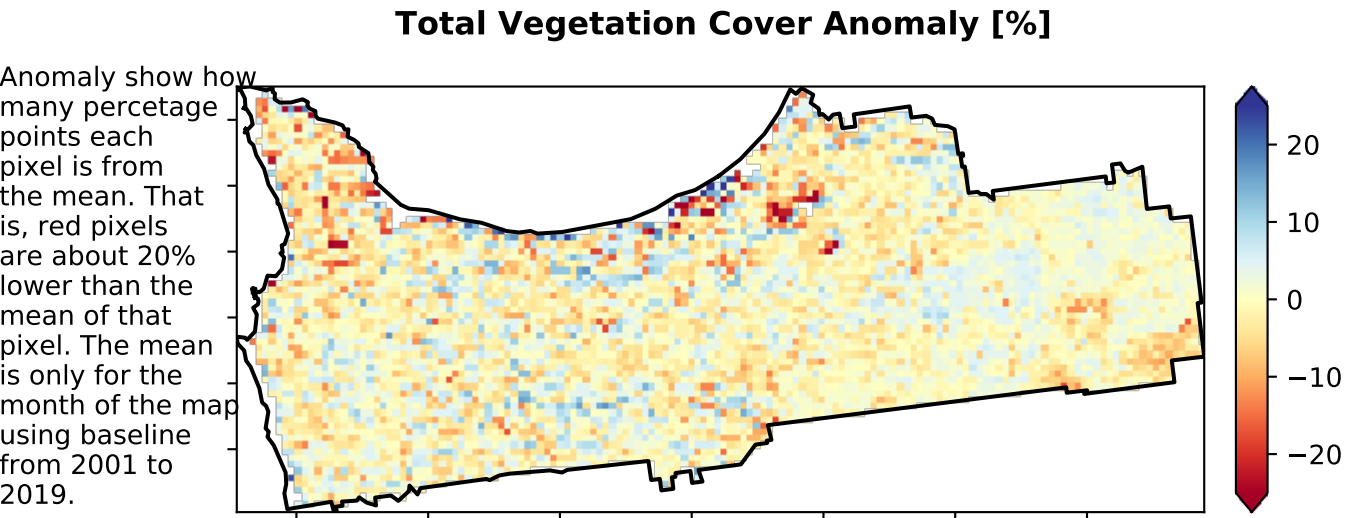 Total Vegetation Cover Anomaly [%]
Anomaly show how
many percetage
points each
pixel is from
the mean. That
is, red pixels
are about 20%
lower than the
mean of that
pixel. The mean
is only for the
month of the map
using baseline
from 2001 to
2019.
20
10
0
−10
−20